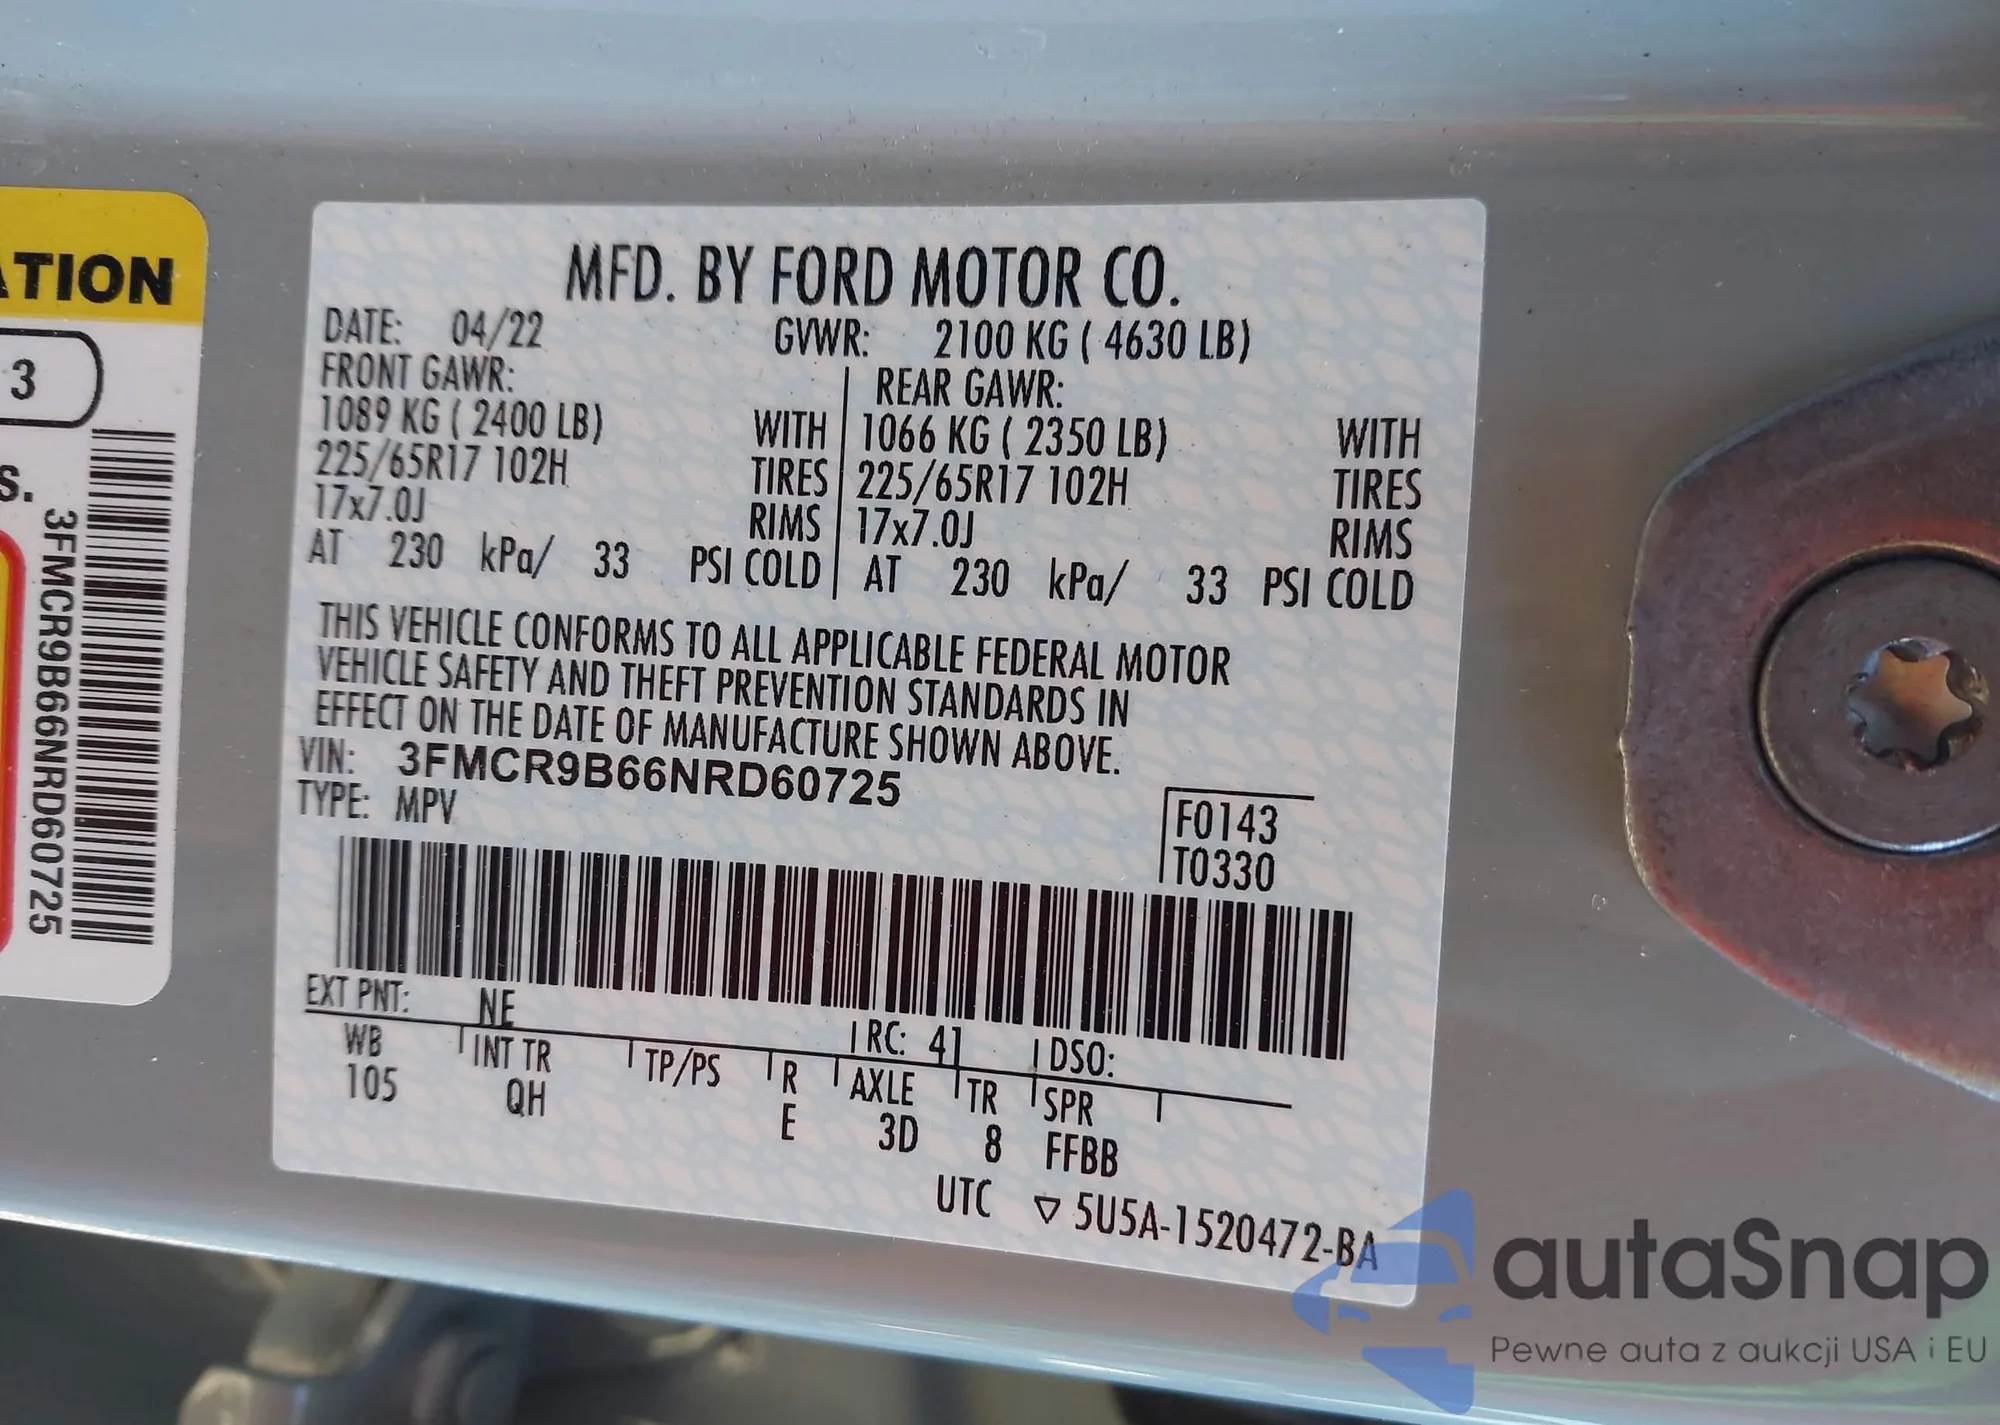 ATION
3
S.
3FMCR9B66NRD60725
MFD. BY FORD MOTOR CO.
DATE: 04/22 GVWR: 2100 KG ( 4630 LB)
FRONT GAWR: REAR GAWR:
1089 KG ( 2400 LB) WITH 1066 KG ( 2350 LB) WITH
225/65R17 102H TIRES 225/65R17 102H TIRES
17x7.0J RIMS 17x7.0J RIMS
AT 230 kPa/ 33 PSI COLD AT 230 kPa/ 33 PSI COLD
THIS VEHICLE CONFORMS TO ALL APPLICABLE FEDERAL MOTOR
VEHICLE SAFETY AND THEFT PREVENTION STANDARDS IN
EFFECT ON THE DATE OF MANUFACTURE SHOWN ABOVE.
VIN: 3FMCR9B66NRD60725
TYPE: MPV
F0143
T0330
EXT PNT: NE RC: 41 DSO:
WB INT TR TP/PS R AXLE TR SPR
105 QH E 3D 8 FFBB
UTC ▽ 5U5A-1520472-BA
autaSnap
Pewne auta z aukcji USA i EU